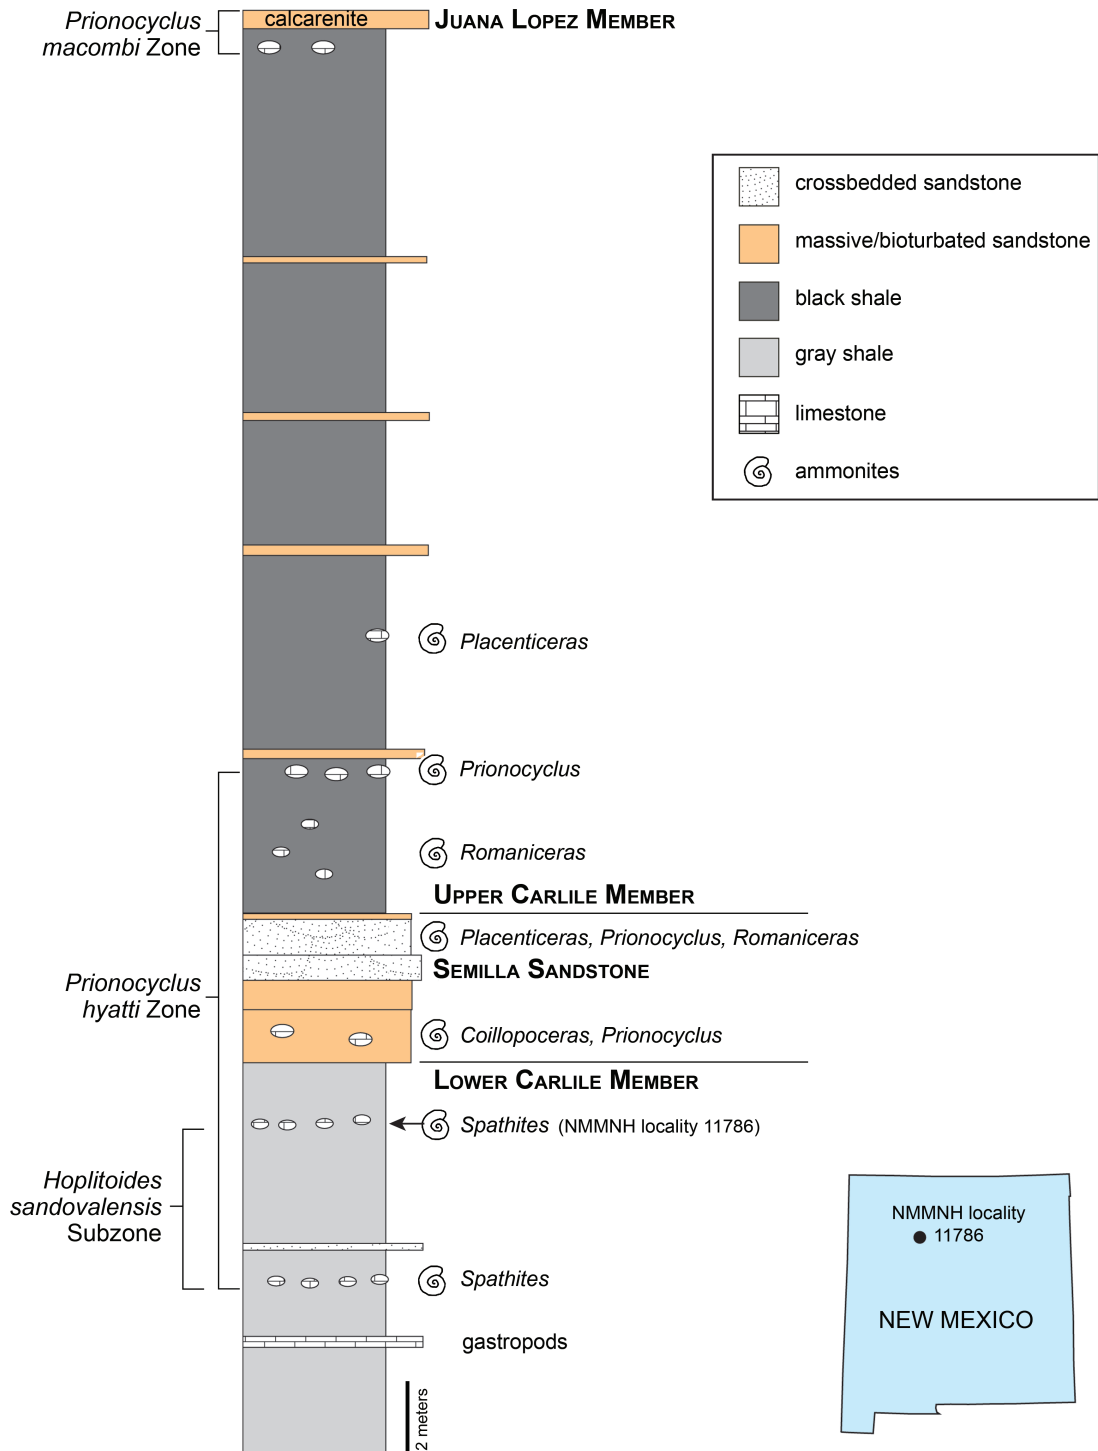 Prionocyclus
macombi Zone
calcarenite
JUANA LOPEZ MEMBER
crossbedded sandstone
massive/bioturbated sandstone
black shale
gray shale
limestone
ammonites
Placenticeras
Prionocyclus
Romaniceras
UPPER CARLILE MEMBER
Placenticeras, Prionocyclus, Romaniceras
SEMILLA SANDSTONE
Prionocyclus
hyatti Zone
Coillopoceras, Prionocyclus
LOWER CARLILE MEMBER
Spathites (NMMNH locality 11786)
Hoplitoides
sandovalensis
Subzone
Spathites
gastropods
2 meters
NMMNH locality
11786
NEW MEXICO